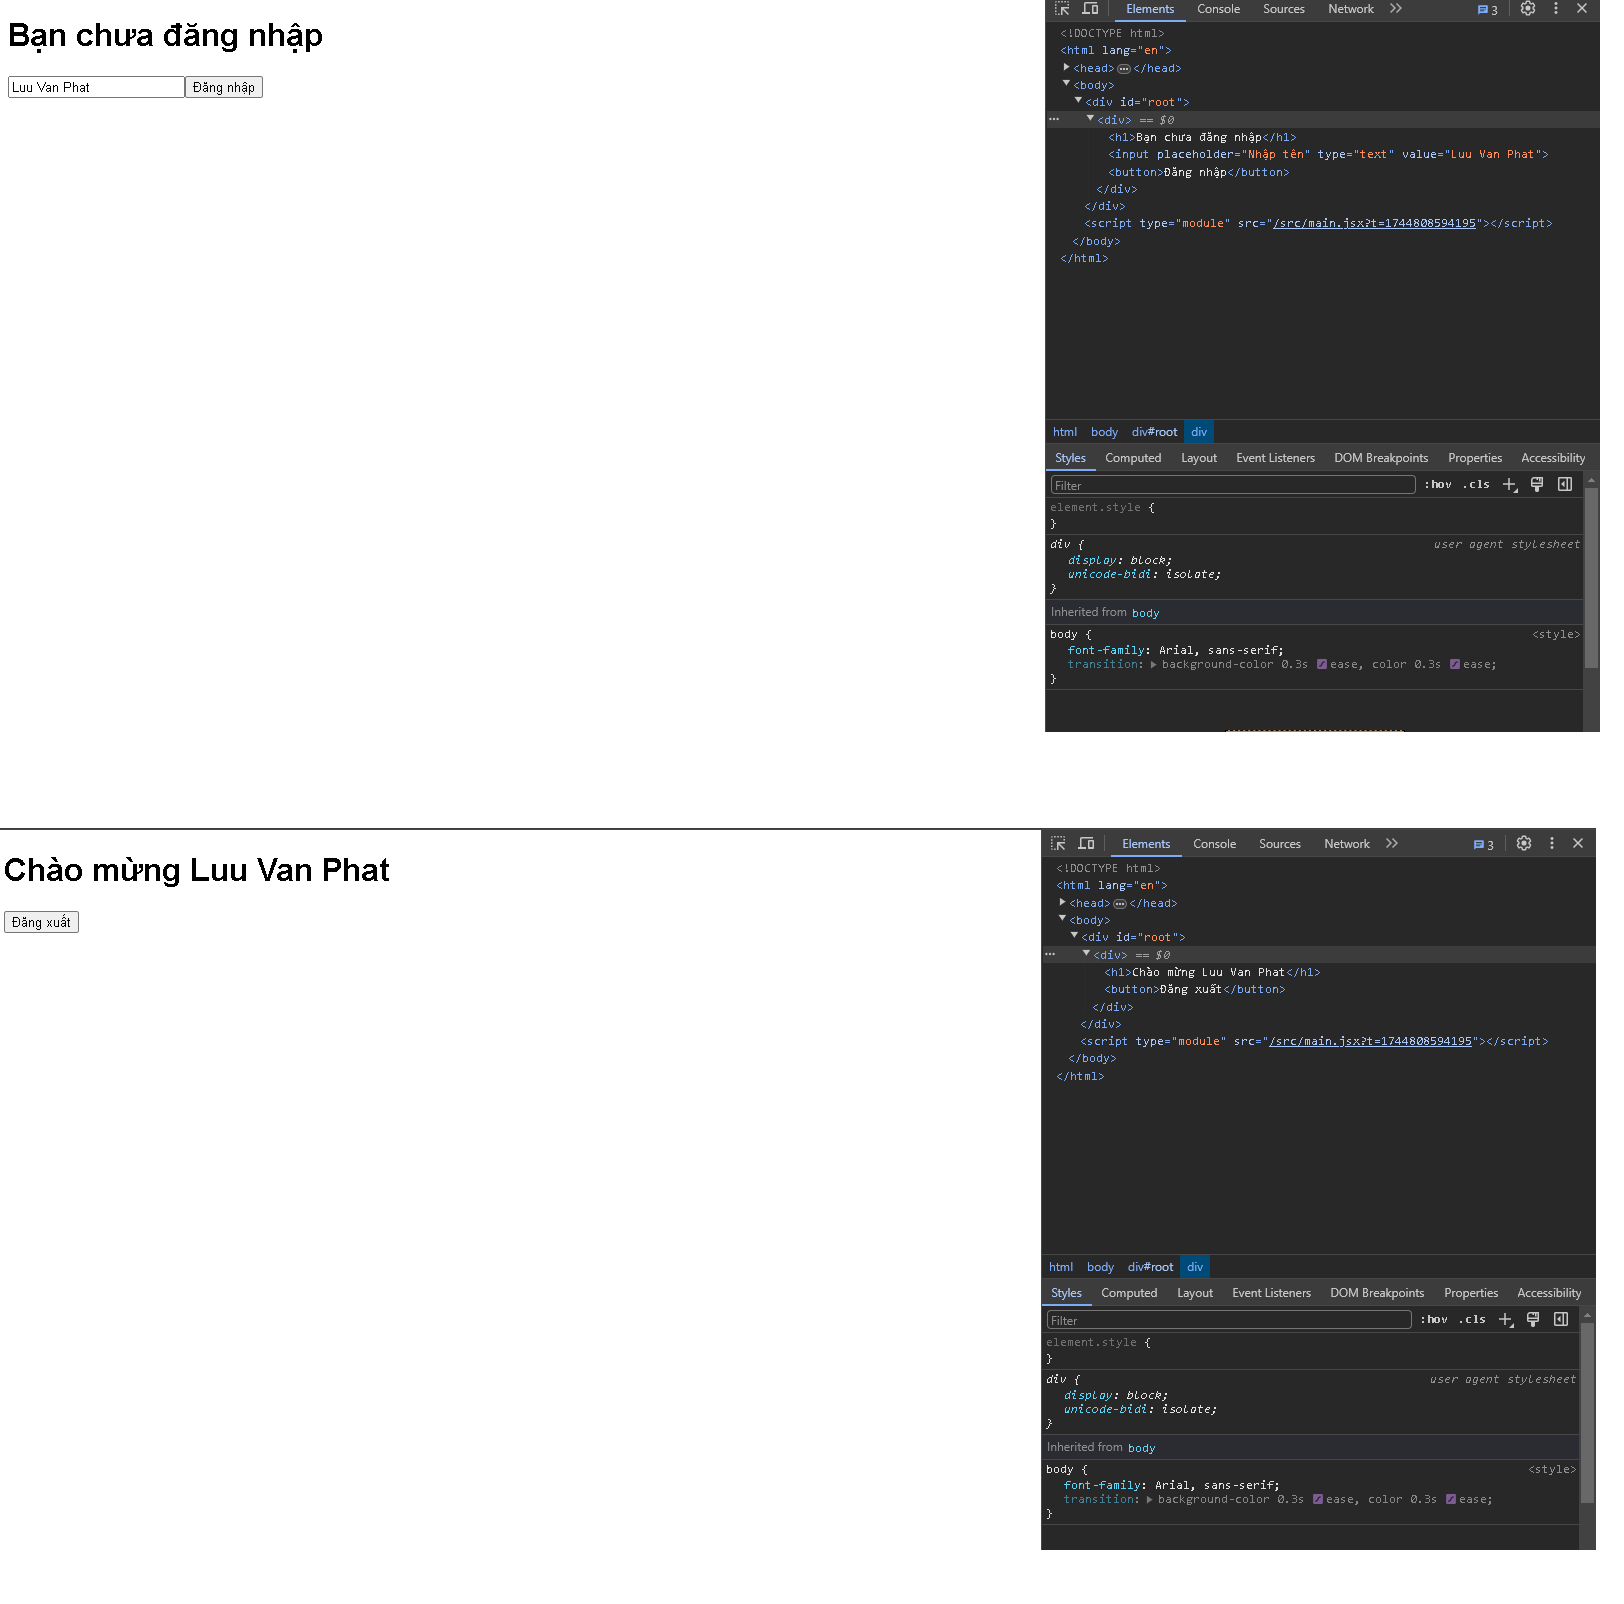 Bạn chưa đăng nhập
Luu Van Phat Đăng nhập
Elements Console Sources Network 3
<!DOCTYPE html>
<html lang="en">
<head> </head>
<body>
<div id="root">
<div> == $0
<h1>Bạn chưa đăng nhập</h1>
<input placeholder="Nhập tên" type="text" value="Luu Van Phat">
<button>Đăng nhập</button>
</div>
</div>
<script type="module" src="/src/main.jsx?t=1744808594195"></script>
</body>
</html>
html body div#root div
Styles Computed Layout Event Listeners DOM Breakpoints Properties Accessibility
Filter :hov .cls
element.style {
}
div { user agent stylesheet
display: block;
unicode-bidi: isolate;
}
Inherited from body
body { <style>
font-family: Arial, sans-serif;
transition: background-color 0.3s ease, color 0.3s ease;
}
Chào mừng Luu Van Phat
Đăng xuất
Elements Console Sources Network 3
<!DOCTYPE html>
<html lang="en">
<head> </head>
<body>
<div id="root">
<div> == $0
<h1>Chào mừng Luu Van Phat</h1>
<button>Đăng xuất</button>
</div>
</div>
<script type="module" src="/src/main.jsx?t=1744808594195"></script>
</body>
</html>
html body div#root div
Styles Computed Layout Event Listeners DOM Breakpoints Properties Accessibility
Filter :hov .cls
element.style {
}
div { user agent stylesheet
display: block;
unicode-bidi: isolate;
}
Inherited from body
body { <style>
font-family: Arial, sans-serif;
transition: background-color 0.3s ease, color 0.3s ease;
}